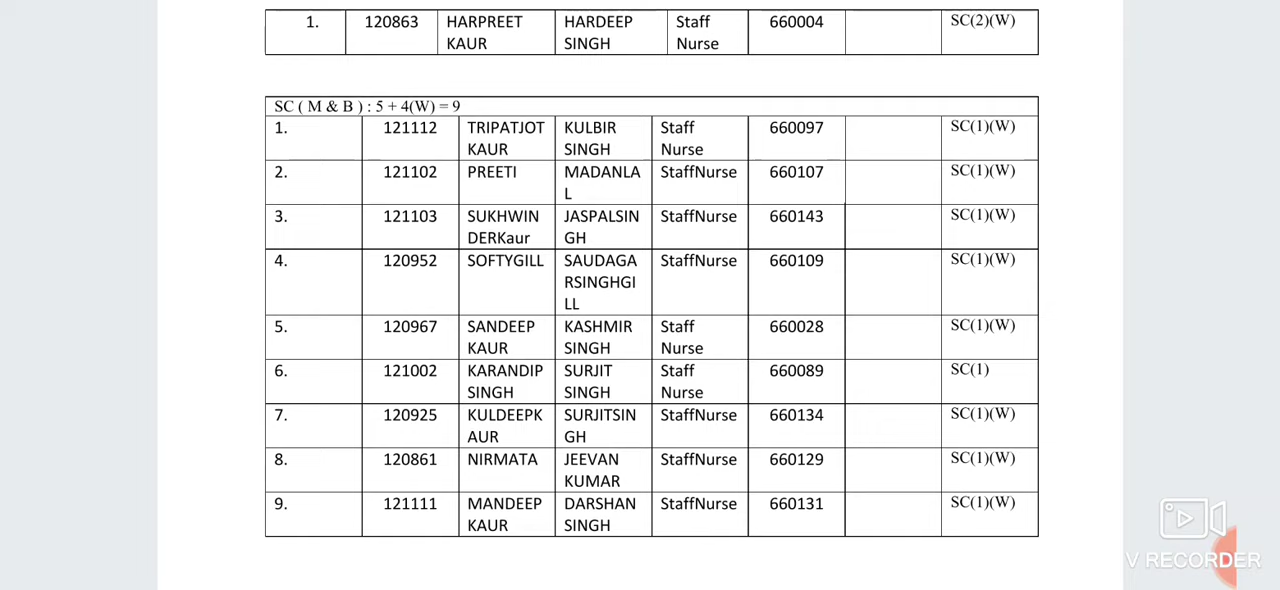 1. 120863 HARPREET HARDEEP Staff 660004 SC(2)(W)
KAUR SINGH Nurse
SC ( M & B ) : 5 + 4(W) = 9
1. 121112 TRIPATJOT KULBIR Staff 660097 SC(1)(W)
KAUR SINGH Nurse
2. 121102 PREETI MADANLA StaffNurse 660107 SC(1)(W)
L
3. 121103 SUKHWIN JASPALSIN StaffNurse 660143 SC(1)(W)
DERKaur GH
4. 120952 SOFTYGILL SAUDAGA StaffNurse 660109 SC(1)(W)
RSINGHGI
LL
5. 120967 SANDEEP KASHMIR Staff 660028 SC(1)(W)
KAUR SINGH Nurse
6. 121002 KARANDIP SURJIT Staff 660089 SC(1)
SINGH SINGH Nurse
7. 120925 KULDEEPK SURJITSIN StaffNurse 660134 SC(1)(W)
AUR GH
8. 120861 NIRMATA JEEVAN StaffNurse 660129 SC(1)(W)
KUMAR
9. 121111 MANDEEP DARSHAN StaffNurse 660131 SC(1)(W)
KAUR SINGH
V RECORDER